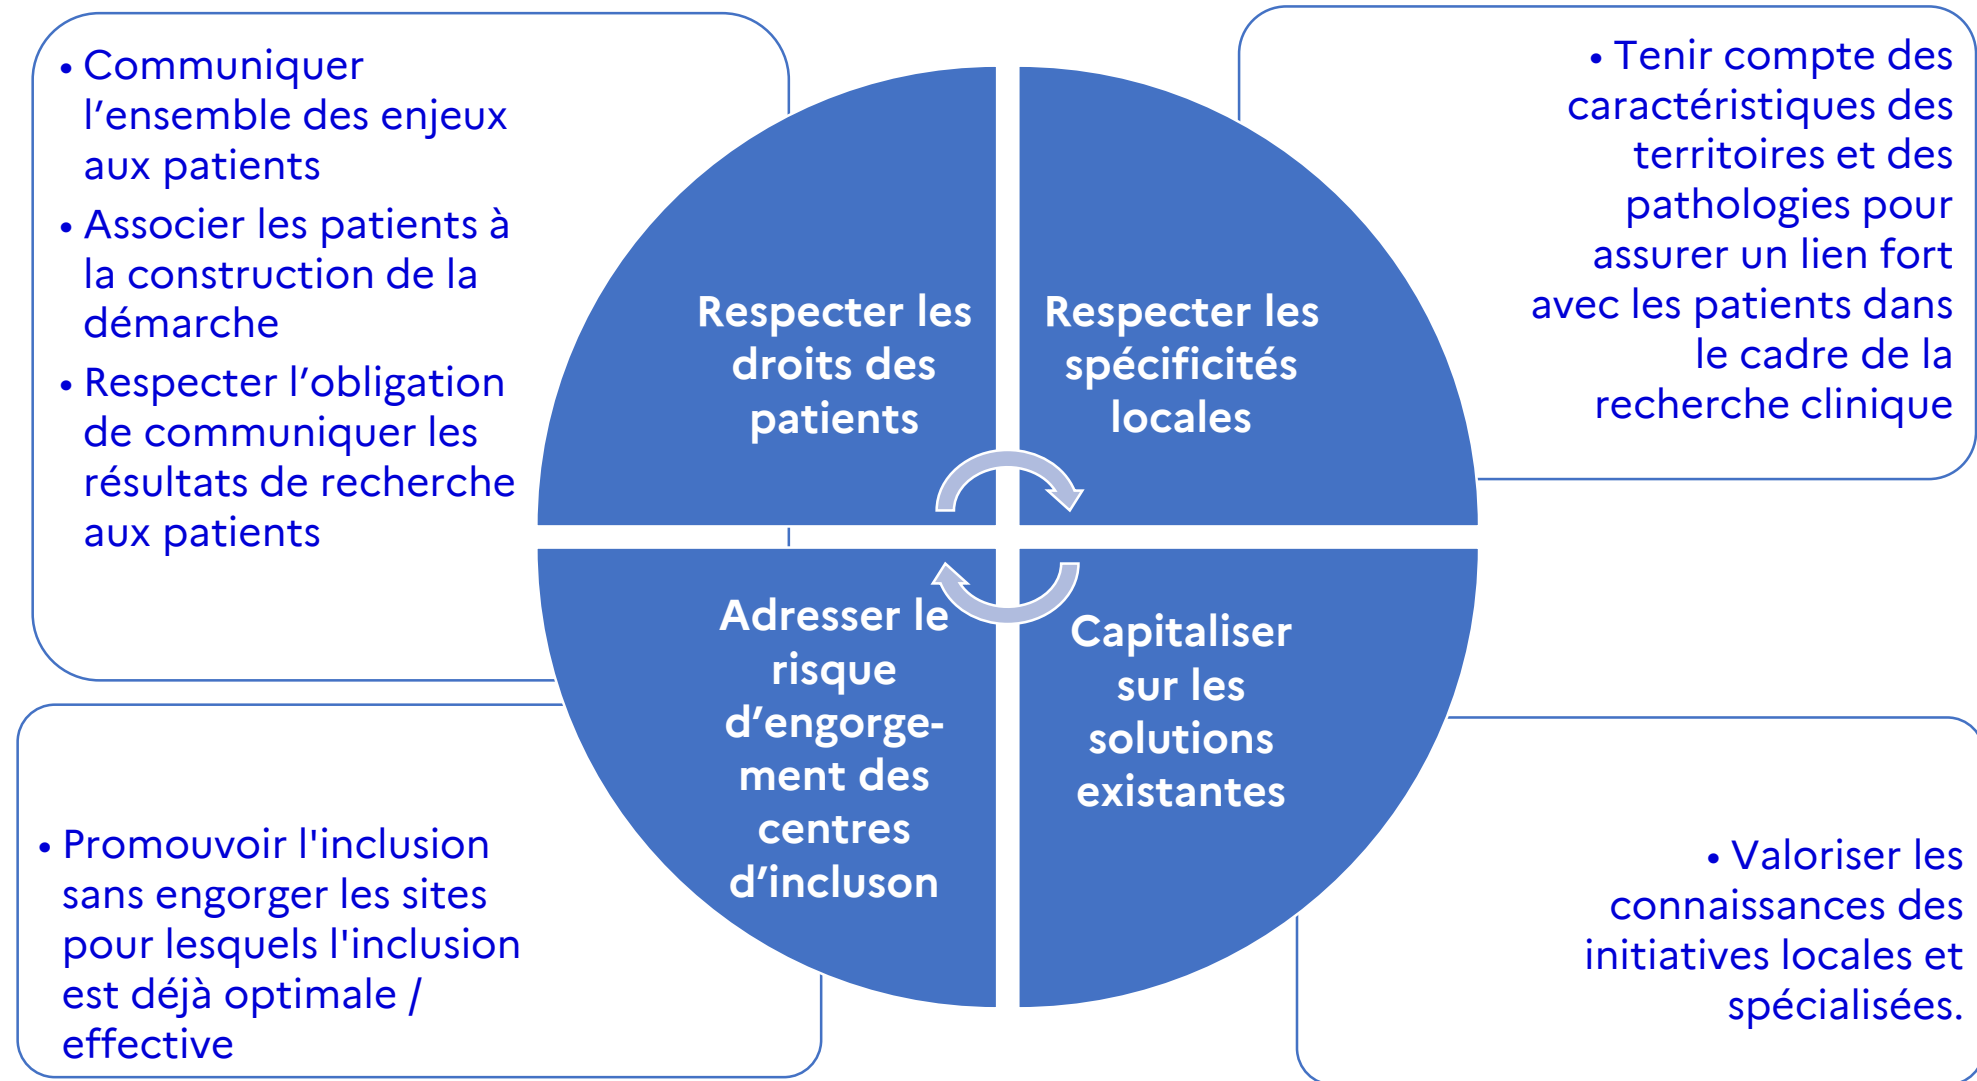 • Communiquer
l’ensemble des enjeux
aux patients
• Associer les patients à
la construction de la
démarche
• Respecter l’obligation
de communiquer les
résultats de recherche
aux patients
• Tenir compte des
caractéristiques des
territoires et des
pathologies pour
assurer un lien fort
avec les patients dans
le cadre de la
recherche clinique
Respecter les
droits des
patients
Respecter les
spécificités
locales
Adresser le
risque
d’engorge-
ment des
centres
d’incluson
Capitaliser
sur les
solutions
existantes
• Promouvoir l'inclusion
sans engorger les sites
pour lesquels l'inclusion
est déjà optimale /
effective
• Valoriser les
connaissances des
initiatives locales et
spécialisées.